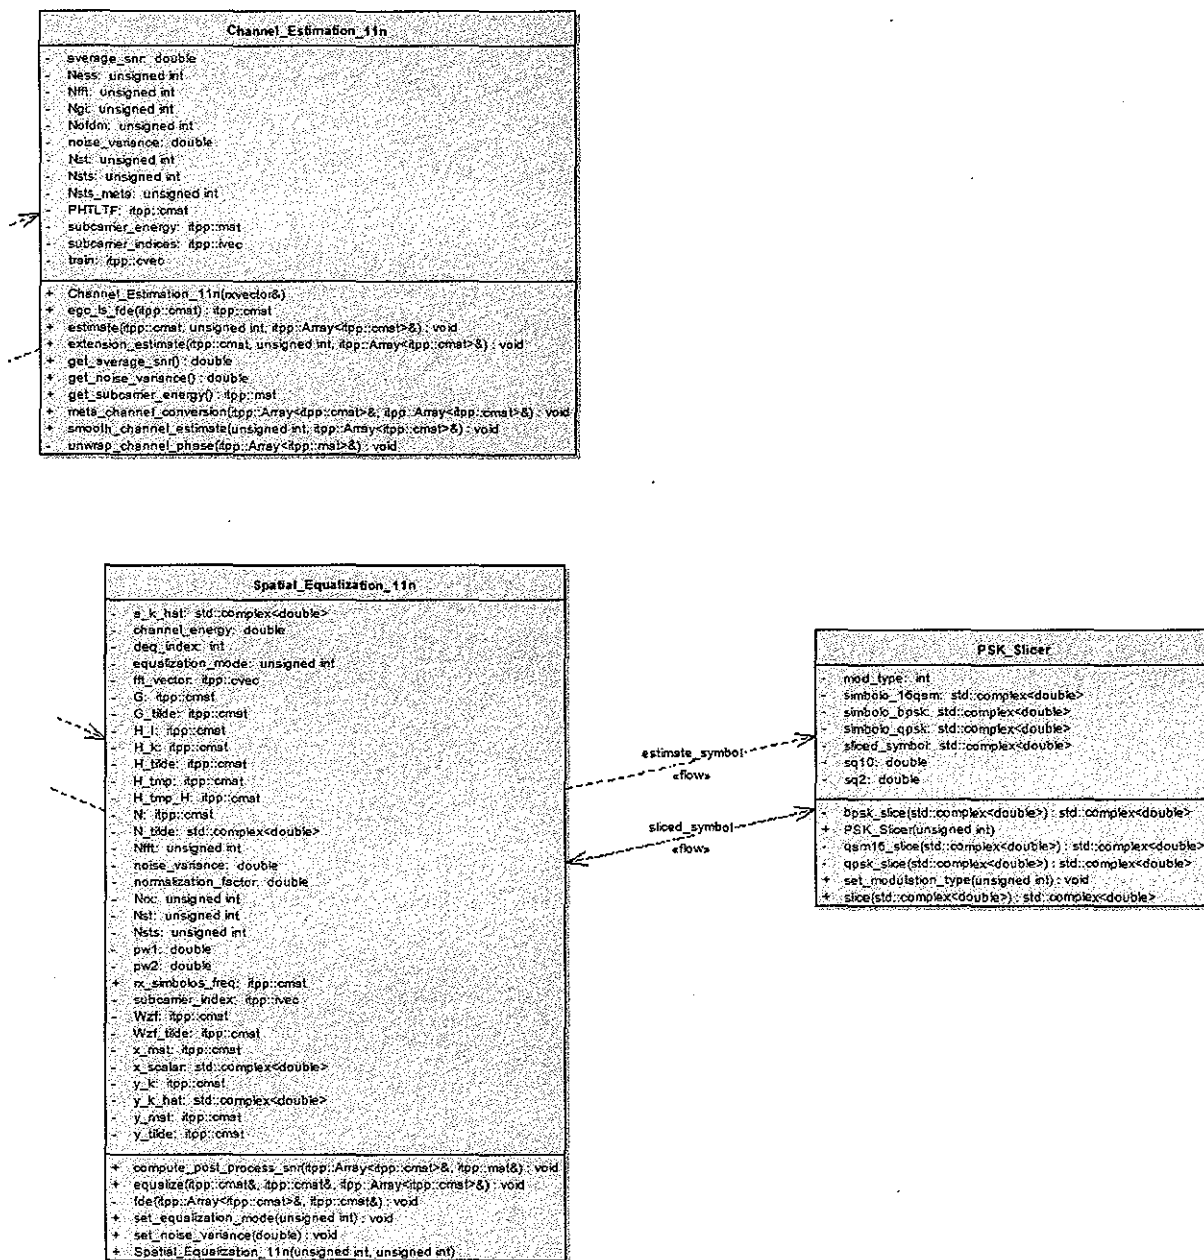 Channel_Estimation_11n
- average_snr: double
- Ness: unsigned int
- Nfft: unsigned int
- Ngi: unsigned int
- Nofdm: unsigned int
- noise_variance: double
- Nst: unsigned int
- Nsts: unsigned int
- Nsts_meta: unsigned int
- PHTLTF: itpp::cmat
- subcarrier_energy: itpp::mat
- subcarrier_indices: itpp::ivec
- train: itpp::cvec
+ Channel_Estimation_11n(rxvector&)
+ egc_ls_fde(itpp::cmat) : itpp::cmat
+ estimate(itpp::cmat, unsigned int, itpp::Array<itpp::cmat>&) : void
+ extension_estimate(itpp::cmat, unsigned int, itpp::Array<itpp::cmat>&) : void
+ get_average_snr() : double
+ get_noise_variance() : double
+ get_subcarrier_energy() : itpp::mat
+ meta_channel_conversion(itpp::Array<itpp::cmat>&, itpp::Array<itpp::cmat>&) : void
+ smooth_channel_estimate(unsigned int, itpp::Array<itpp::cmat>&) : void
- unwrap_channel_phase(itpp::Array<itpp::mat>&) : void
Spatial_Equalization_11n
- a_k_hat: std::complex<double>
- channel_energy: double
- deq_index: int
- equalization_mode: unsigned int
- fft_vector: itpp::cvec
- G: itpp::cmat
- G_tilde: itpp::cmat
- H_I: itpp::cmat
- H_k: itpp::cmat
- H_tilde: itpp::cmat
- H_tmp: itpp::cmat
- H_tmp_H: itpp::cmat
- N: itpp::cmat
- N_tilde: std::complex<double>
- Nfft: unsigned int
- noise_variance: double
- normalization_factor: double
- Nrx: unsigned int
- Nst: unsigned int
- Nsts: unsigned int
- pw1: double
- pw2: double
+ rx_simbolos_freq: itpp::cmat
- subcarrier_index: itpp::ivec
- Wzf: itpp::cmat
- Wzf_tilde: itpp::cmat
- x_mat: itpp::cmat
- x_scalar: std::complex<double>
- y_k: itpp::cmat
- y_k_hat: std::complex<double>
- y_mat: itpp::cmat
- y_tilde: itpp::cmat
+ compute_post_process_snr(itpp::Array<itpp::cmat>&, itpp::mat&) : void
+ equalize(itpp::cmat&, itpp::cmat&, itpp::Array<itpp::cmat>&) : void
- fde(itpp::Array<itpp::cmat>&, itpp::cmat&) : void
+ set_equalization_mode(unsigned int) : void
+ set_noise_variance(double) : void
+ Spatial_Equalization_11n(unsigned int, unsigned int)
estimate_symbol
«flow»
sliced_symbol
«flow»
PSK_Slicer
- mod_type: int
- simbolo_16qam: std::complex<double>
- simbolo_bpsk: std::complex<double>
- simbolo_qpsk: std::complex<double>
- sliced_symbol: std::complex<double>
- sq10: double
- sq2: double
- bpsk_slice(std::complex<double>) : std::complex<double>
+ PSK_Slicer(unsigned int)
- qam16_slice(std::complex<double>) : std::complex<double>
- qpsk_slice(std::complex<double>) : std::complex<double>
+ set_modulation_type(unsigned int) : void
+ slice(std::complex<double>) : std::complex<double>